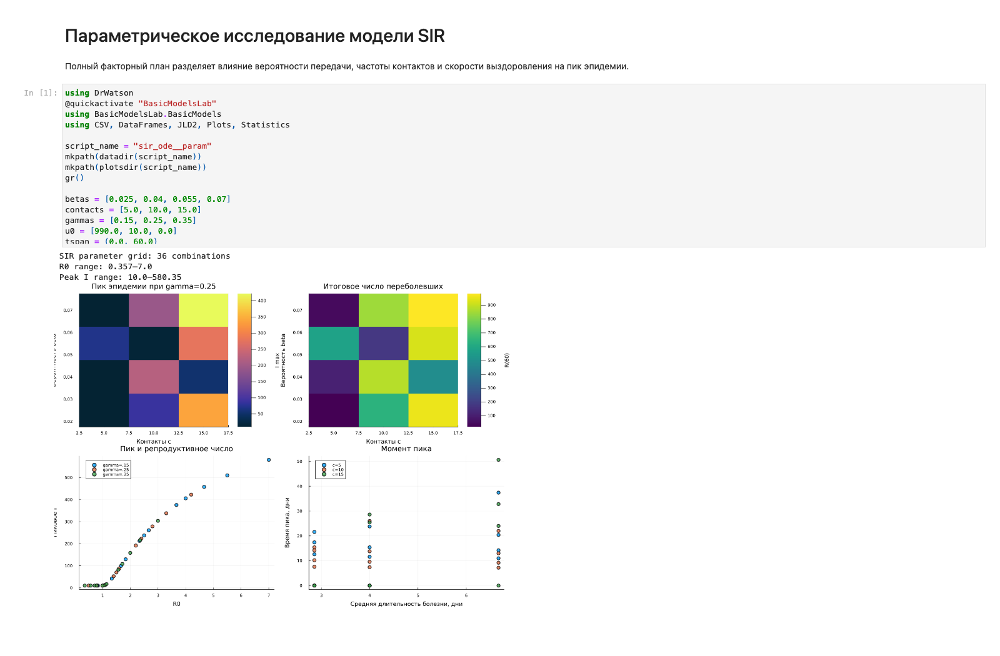 Параметрическое исследование модели SIR
Полный факторный план разделяет влияние вероятности передачи, частоты контактов и скорости выздоровления на пик эпидемии.
In [1]:
using DrWatson
@quickactivate "BasicModelsLab"
using BasicModelsLab.BasicModels
using CSV, DataFrames, JLD2, Plots, Statistics
script_name = "sir_ode__param"
mkpath(datadir(script_name))
mkpath(plotsdir(script_name))
gr()
betas = [0.025, 0.04, 0.055, 0.07]
contacts = [5.0, 10.0, 15.0]
gammas = [0.15, 0.25, 0.35]
u0 = [990.0, 10.0, 0.0]
tspan = (0.0, 60.0)
SIR parameter grid: 36 combinations
R0 range: 0.357–7.0
Peak I range: 10.0–580.35
Пик эпидемии при gamma=0.25
0.07
0.06
0.05
0.04
0.03
0.02
2.5 5.0 7.5 10.0 12.5 15.0 17.5
Контакты c
400
350
300
250
200
150
100
50
I max
Итоговое число переболевших
Вероятность beta
0.07
0.06
0.05
0.04
0.03
0.02
2.5 5.0 7.5 10.0 12.5 15.0 17.5
Контакты c
900
800
700
600
500
400
300
200
100
R(60)
Пик и репродуктивное число
gamma=.15
gamma=.25
gamma=.35
500
400
300
200
100
0
1 2 3 4 5 6 7
R0
Момент пика
Время пика, дни
c=5
c=10
c=15
50
40
30
20
10
0
3 4 5 6
Средняя длительность болезни, дни